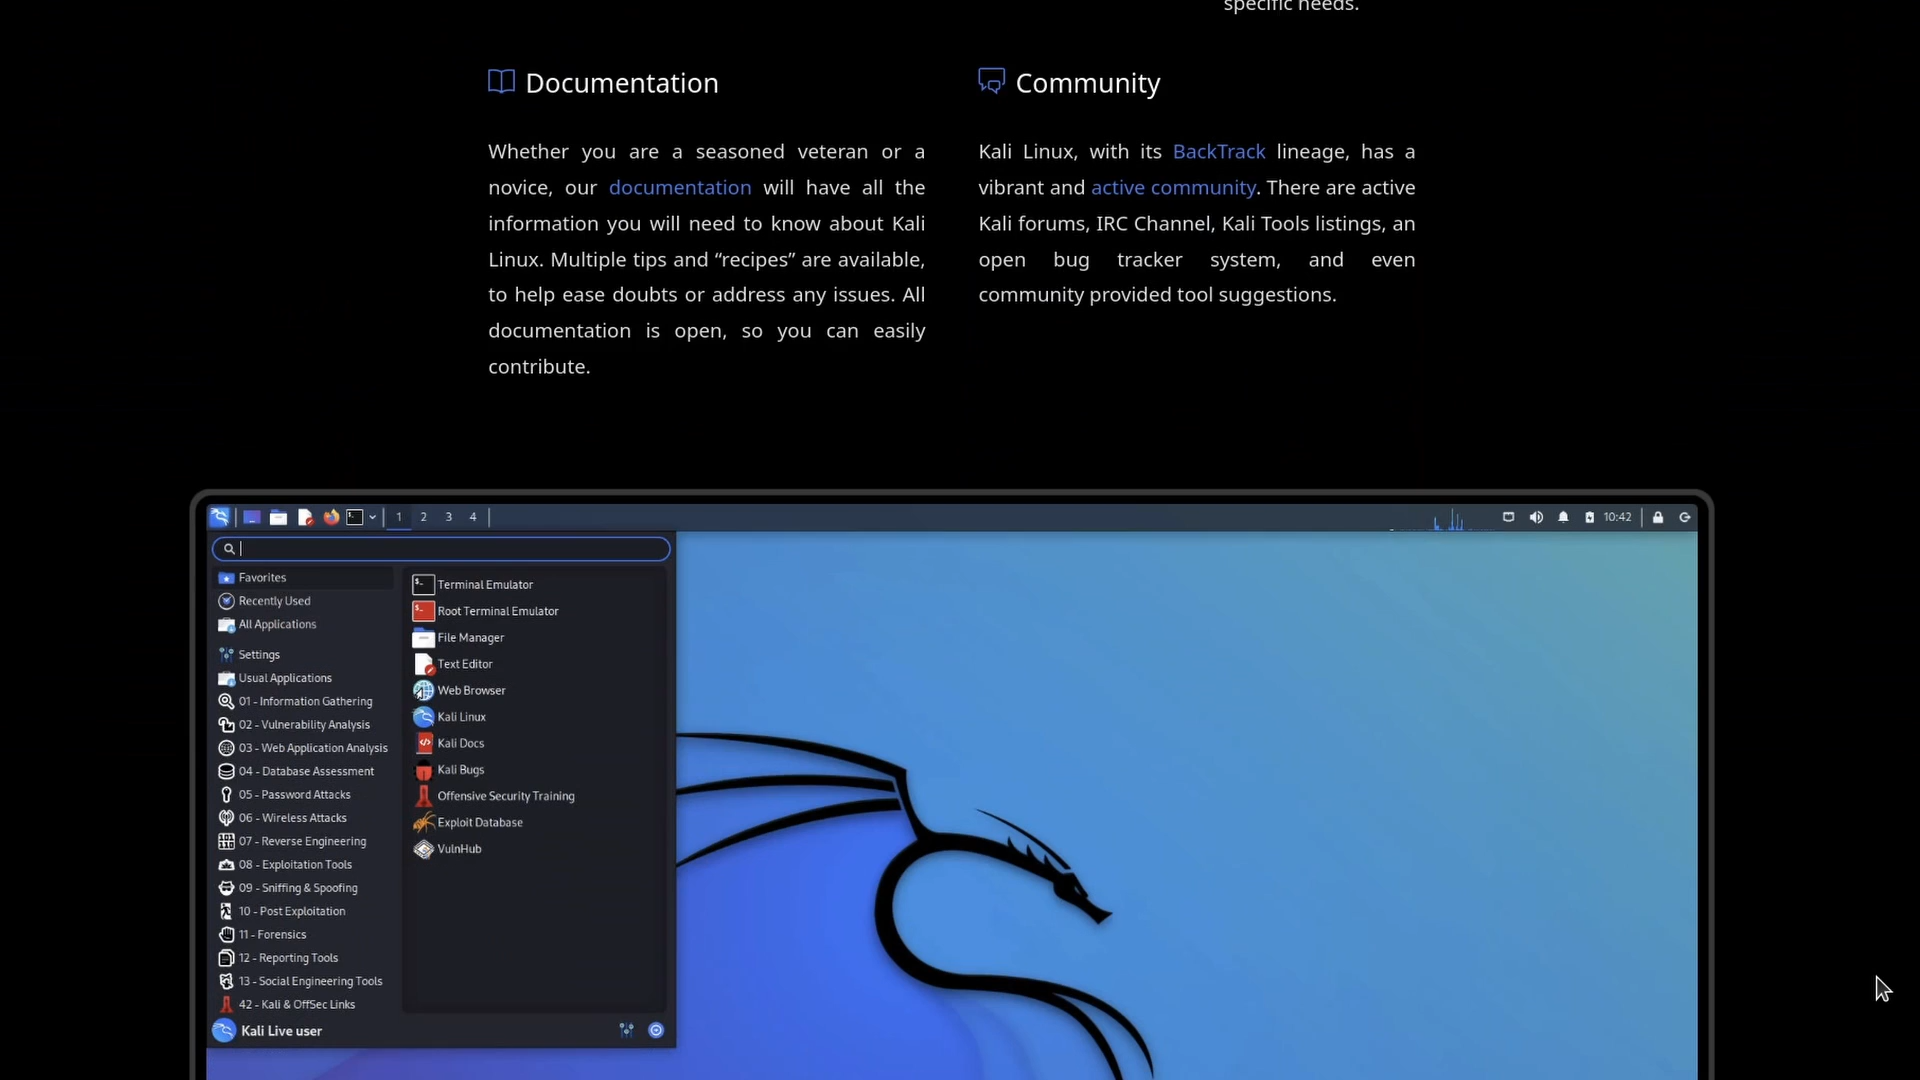 specific needs.
Documentation
Whether you are a seasoned veteran or a
novice, our documentation will have all the
information you will need to know about Kali
Linux. Multiple tips and “recipes” are available,
to help ease doubts or address any issues. All
documentation is open, so you can easily
contribute.
Community
Kali Linux, with its BackTrack lineage, has a
vibrant and active community. There are active
Kali forums, IRC Channel, Kali Tools listings, an
open bug tracker system, and even
community provided tool suggestions.
1 2 3 4
10:42
Favorites
Recently Used
All Applications
Settings
Usual Applications
01 - Information Gathering
02 - Vulnerability Analysis
03 - Web Application Analysis
04 - Database Assessment
05 - Password Attacks
06 - Wireless Attacks
07 - Reverse Engineering
08 - Exploitation Tools
09 - Sniffing & Spoofing
10 - Post Exploitation
11 - Forensics
12 - Reporting Tools
13 - Social Engineering Tools
42 - Kali & OffSec Links
Terminal Emulator
Root Terminal Emulator
File Manager
Text Editor
Web Browser
Kali Linux
Kali Docs
Kali Bugs
Offensive Security Training
Exploit Database
VulnHub
Kali Live user